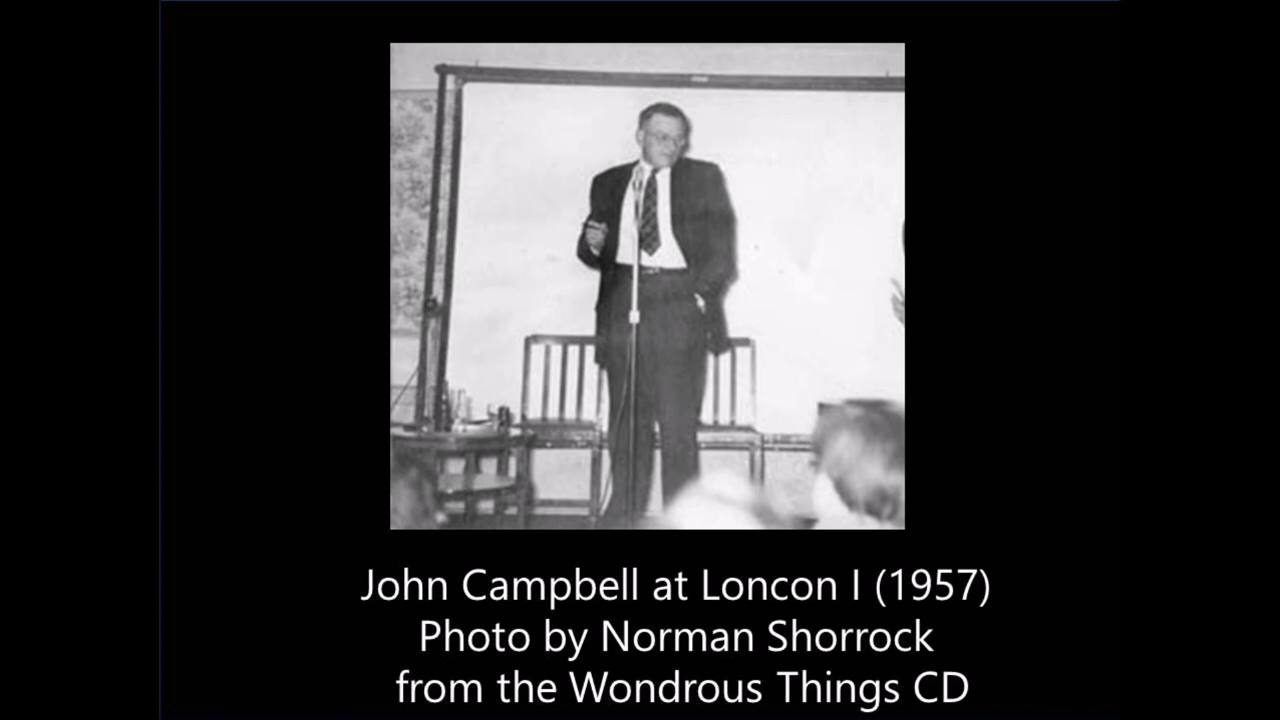 John Campbell at Loncon I (1957)
Photo by Norman Shorrock
from the Wondrous Things CD